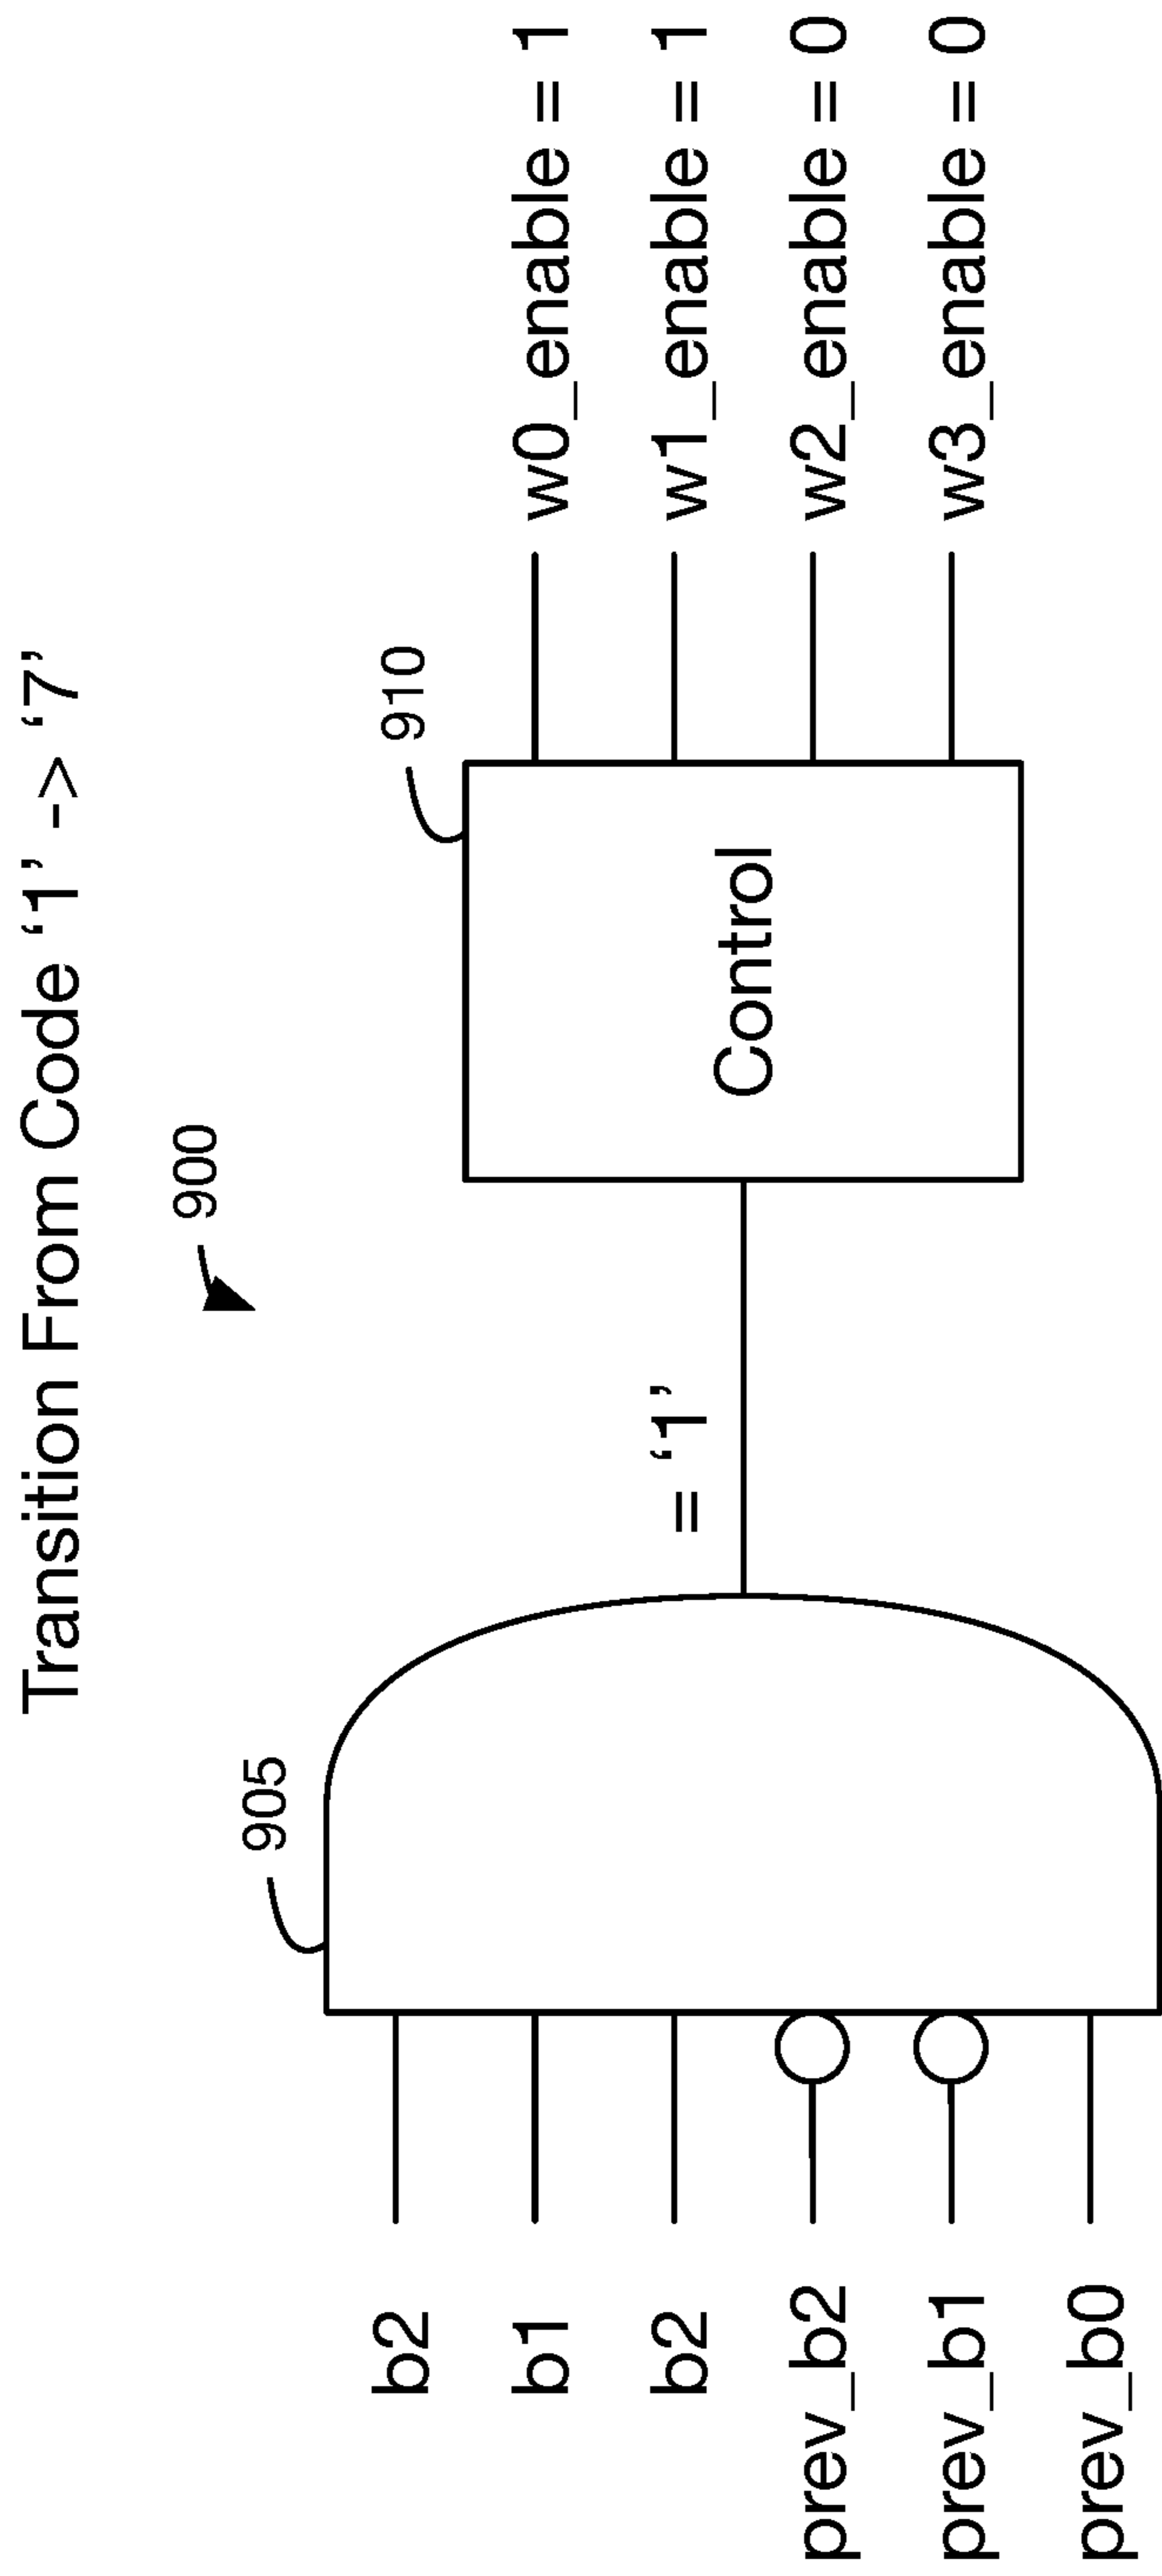 Transition From Code ‘1’ -> ‘7’
900
905
910
b2
b1
b2
prev_b2
prev_b1
prev_b0
= ‘1’
Control
w0_enable = 1
w1_enable = 1
w2_enable = 0
w3_enable = 0